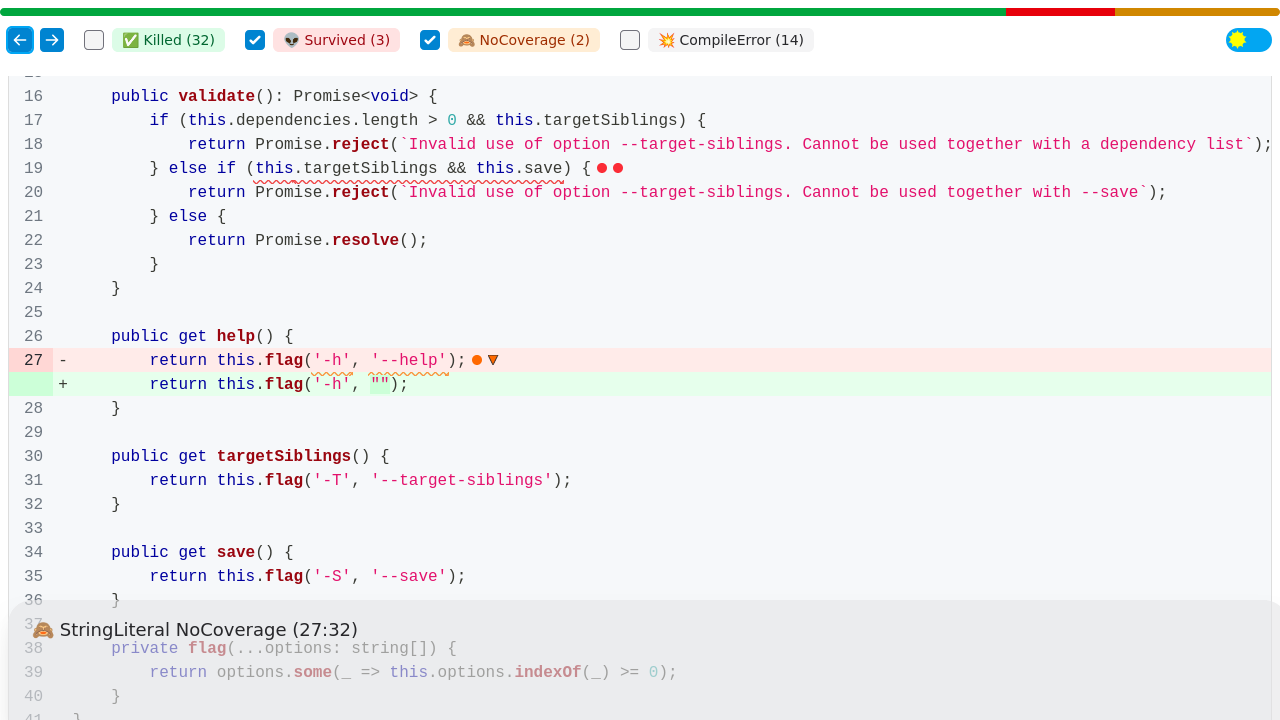 ✅ Killed (32) 👽 Survived (3) 🙈 NoCoverage (2) 💥 CompileError (14)
16 public validate(): Promise<void> {
17 if (this.dependencies.length > 0 && this.targetSiblings) {
18 return Promise.reject(`Invalid use of option --target-siblings. Cannot be used together with a dependency list`);
19 } else if (this.targetSiblings && this.save) {
20 return Promise.reject(`Invalid use of option --target-siblings. Cannot be used together with --save`);
21 } else {
22 return Promise.resolve();
23 }
24 }
25
26 public get help() {
27 - return this.flag('-h', '--help');
+ return this.flag('-h', "");
28 }
29
30 public get targetSiblings() {
31 return this.flag('-T', '--target-siblings');
32 }
33
34 public get save() {
35 return this.flag('-S', '--save');
36 }
37
🙈 StringLiteral NoCoverage (27:32)
38 private flag(...options: string[]) {
39 return options.some(_ => this.options.indexOf(_) >= 0);
40 }
41 }